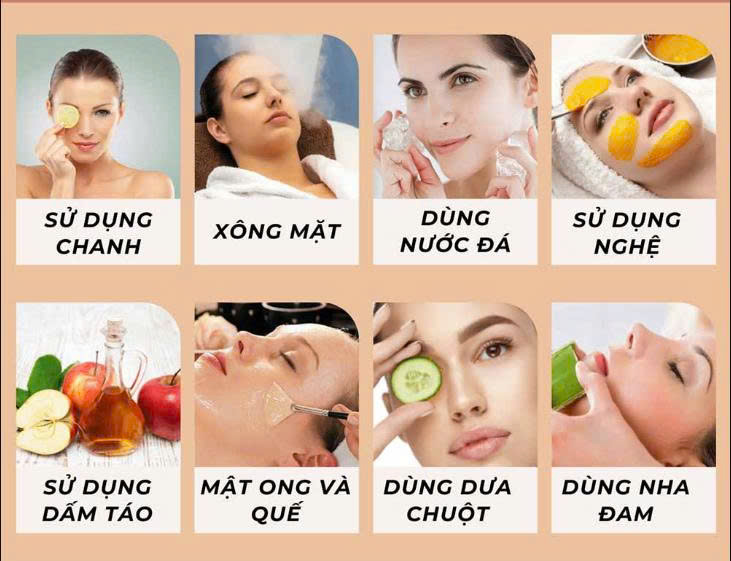 SỬ DỤNG
CHANH
XÔNG MẶT
DÙNG
NƯỚC ĐÁ
SỬ DỤNG
NGHỆ
SỬ DỤNG
DẤM TÁO
MẬT ONG VÀ
QUẾ
DÙNG DƯA
CHUỘT
DÙNG NHA
ĐAM